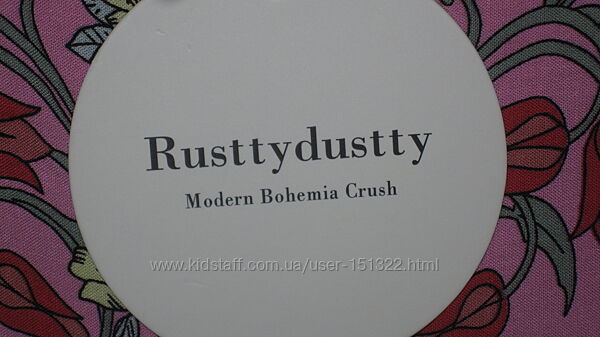 Rusttydustty
Modern Bohemia Crush
www.kidstaff.com.ua/user-151322.html